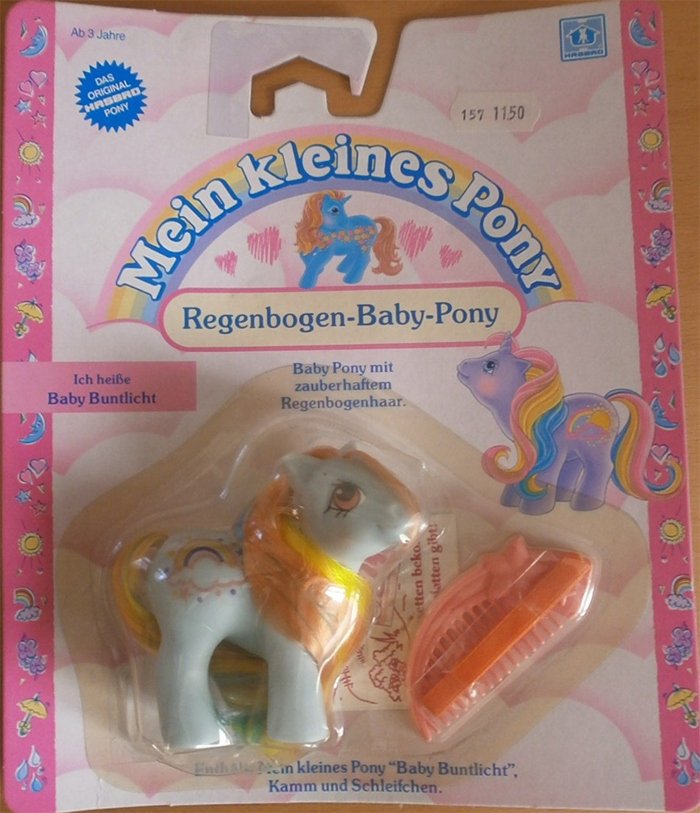 Ab 3 Jahre
HASBRO
DAS
ORIGINAL
HASBRO
PONY
157 1150
Mein kleines Pony
Regenbogen-Baby-Pony
Ich heiße
Baby Buntlicht
Baby Pony mit
zauberhaftem
Regenbogenhaar.
Enthält: Mein kleines Pony "Baby Buntlicht",
Kamm und Schleifchen.